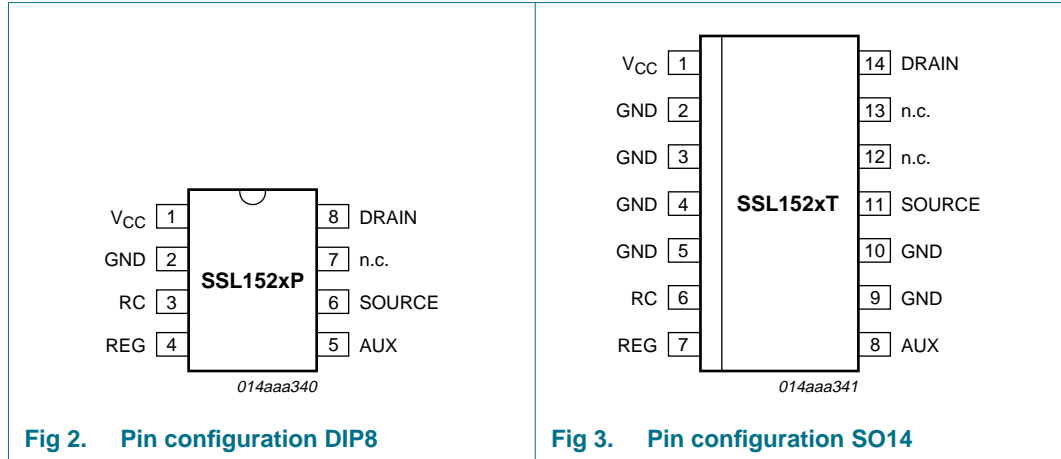 VCC 1
GND 2
RC 3
REG 4
SSL152xP
8 DRAIN
7 n.c.
6 SOURCE
5 AUX
014aaa340
Fig 2. Pin configuration DIP8
VCC 1
GND 2
GND 3
GND 4
GND 5
RC 6
REG 7
SSL152xT
14 DRAIN
13 n.c.
12 n.c.
11 SOURCE
10 GND
9 GND
8 AUX
014aaa341
Fig 3. Pin configuration SO14